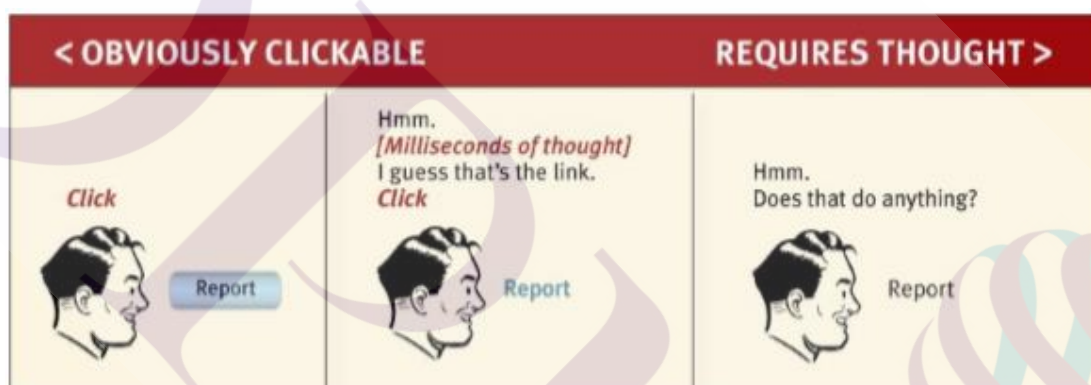 < OBVIOUSLY CLICKABLE
REQUIRES THOUGHT >
Click
Report
Hmm.
[Milliseconds of thought]
I guess that's the link.
Click
Report
Hmm.
Does that do anything?
Report